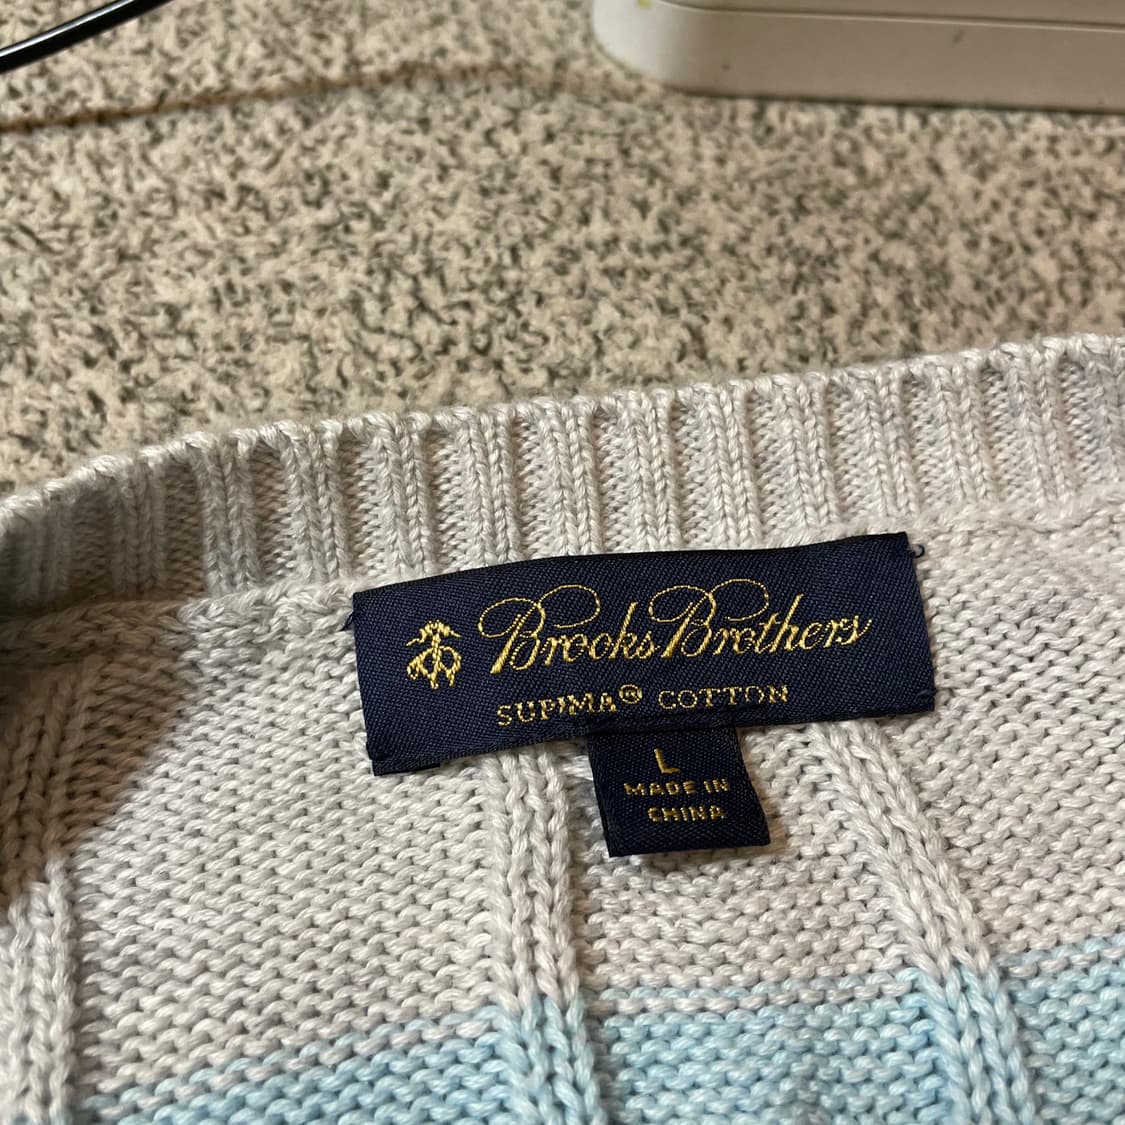 Brooks Brothers
SUPIMA® COTTON
L
MADE IN
CHINA